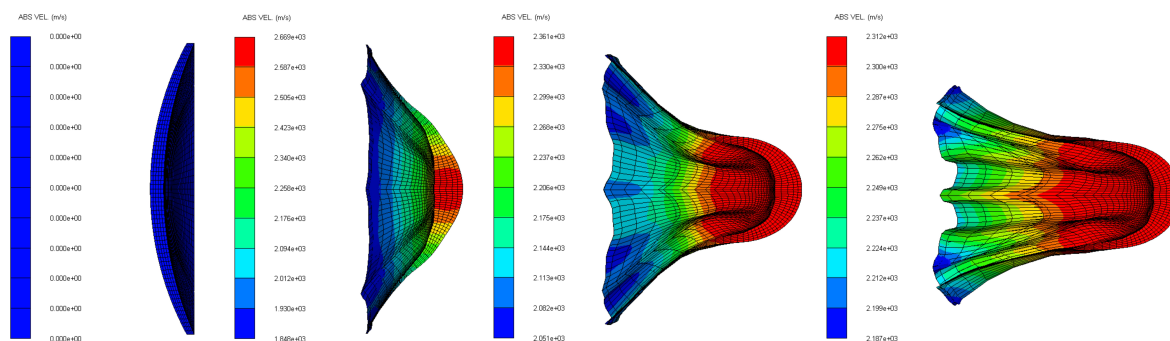 ABS VEL. (m/s)
0.000e+00
0.000e+00
0.000e+00
0.000e+00
0.000e+00
0.000e+00
0.000e+00
0.000e+00
0.000e+00
0.000e+00
0.000e+00
ABS VEL. (m/s)
2.669e+03
2.587e+03
2.505e+03
2.423e+03
2.340e+03
2.258e+03
2.176e+03
2.094e+03
2.012e+03
1.930e+03
1.848e+03
ABS VEL. (m/s)
2.361e+03
2.330e+03
2.299e+03
2.268e+03
2.237e+03
2.206e+03
2.175e+03
2.144e+03
2.113e+03
2.082e+03
2.051e+03
ABS VEL. (m/s)
2.312e+03
2.300e+03
2.287e+03
2.275e+03
2.262e+03
2.249e+03
2.237e+03
2.224e+03
2.212e+03
2.199e+03
2.187e+03